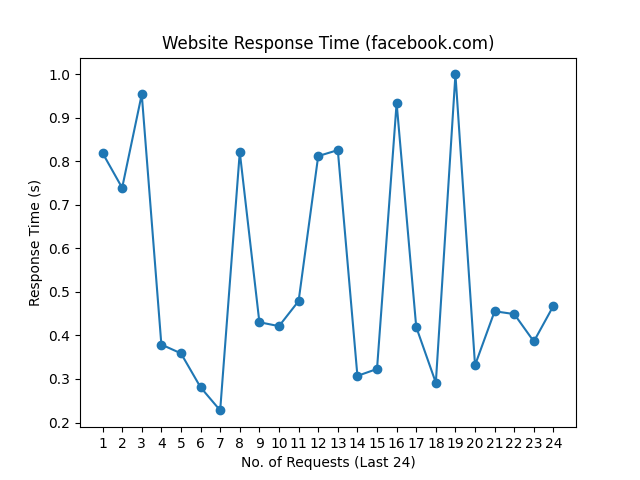 Website Response Time (facebook.com)
1.0
0.9
0.8
0.7
0.6
0.5
0.4
0.3
0.2
Response Time (s)
1 2 3 4 5 6 7 8 9 10 11 12 13 14 15 16 17 18 19 20 21 22 23 24
No. of Requests (Last 24)